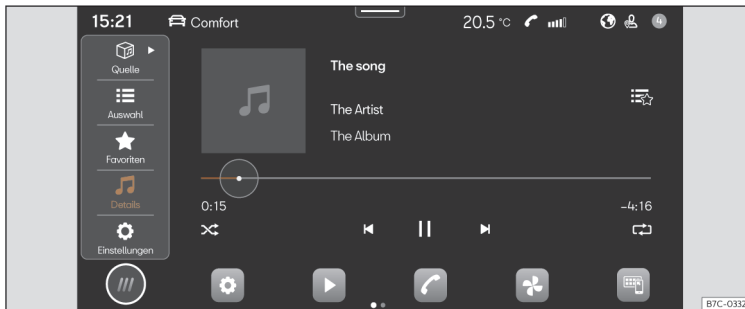 15:21 Comfort 20.5 °C 4
Quelle
Auswahl
Favoriten
Details
Einstellungen
The song
The Artist
The Album
0:15 -4:16
B7C-0332